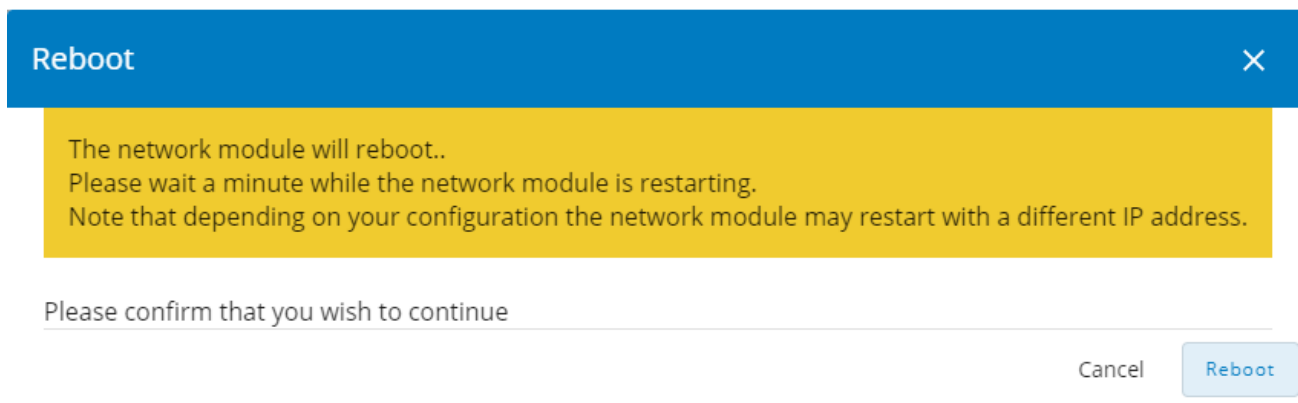 Reboot
The network module will reboot..
Please wait a minute while the network module is restarting.
Note that depending on your configuration the network module may restart with a different IP address.
Please confirm that you wish to continue
Cancel Reboot